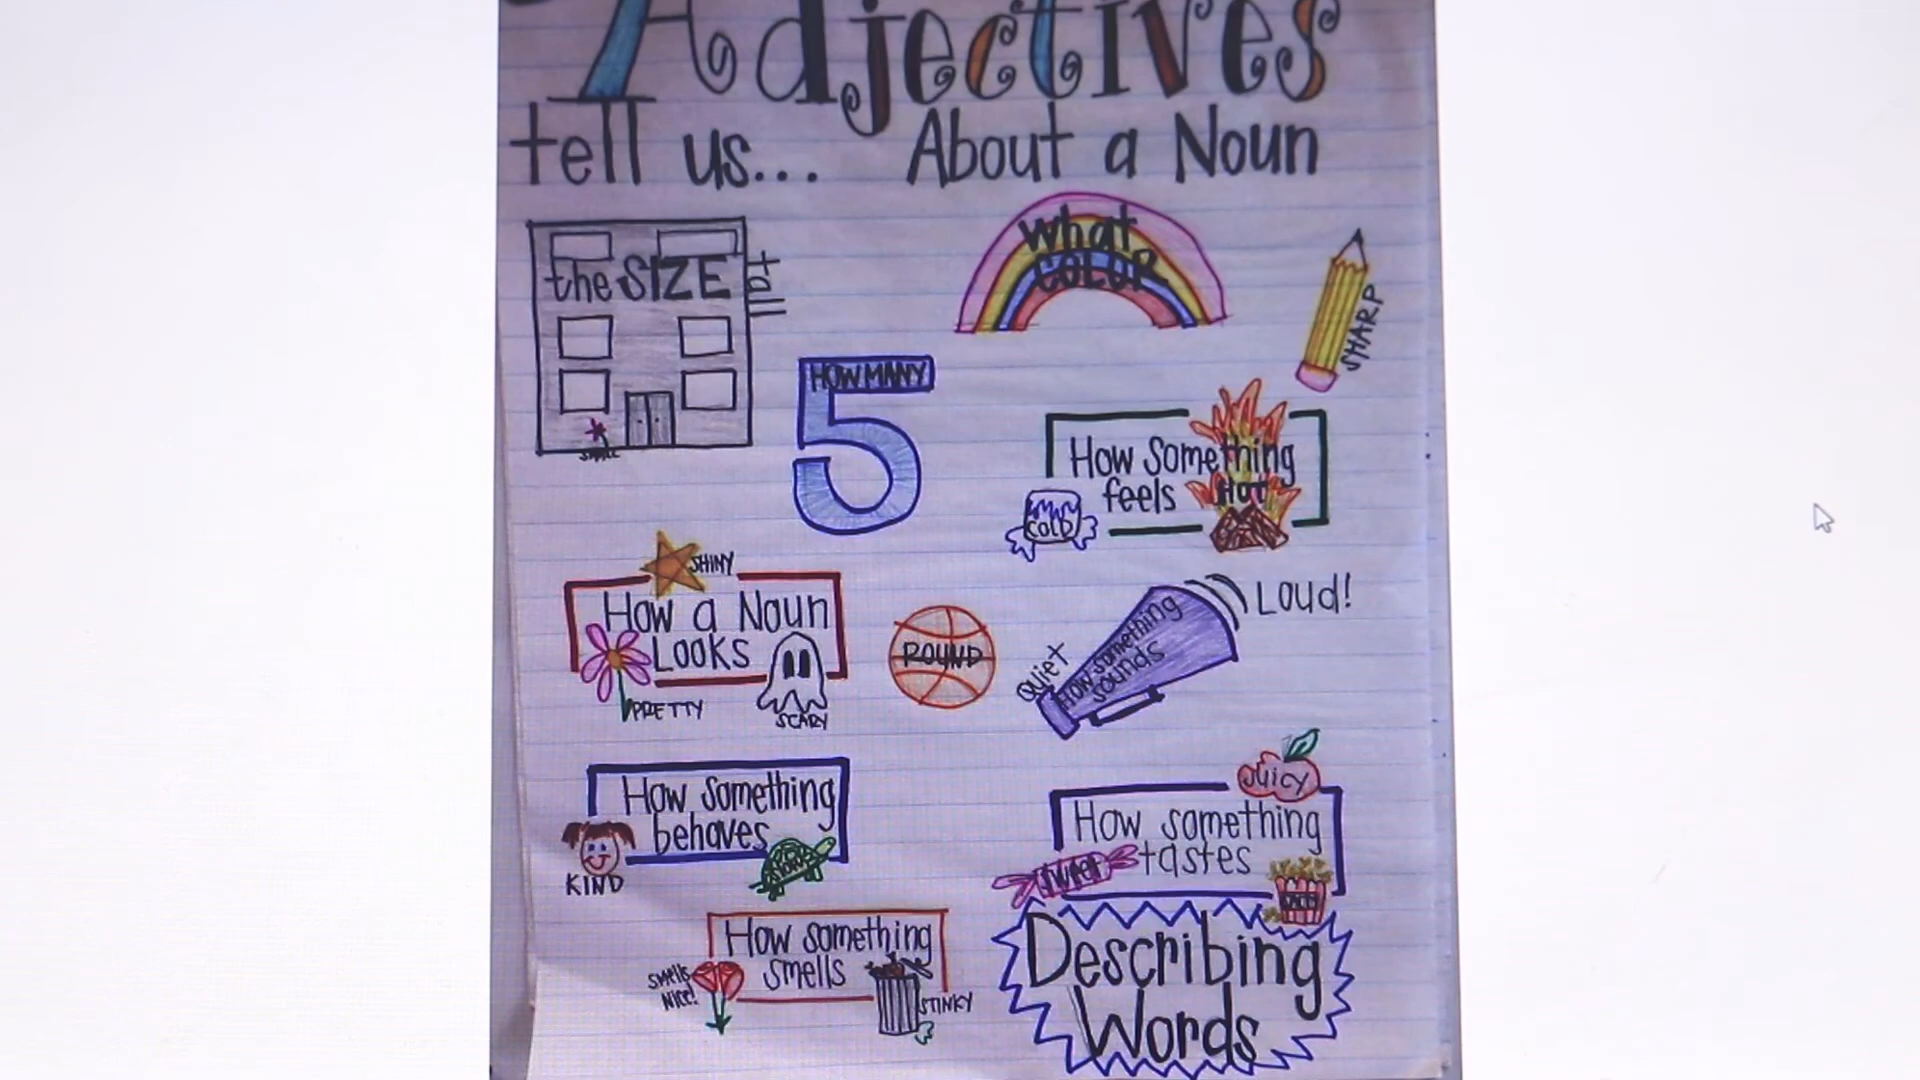 Adjectives
tell us... About a Noun
the SIZE
tall
SMALL
What
COLOR
SHARP
HOW MANY
5
How Something
feels
HOT
COLD
SHINY
How a Noun
LOOKS
PRETTY
SCARY
ROUND
QUIET
How something
sounds
LOUD!
How something
behaves
KIND
JUICY
How something
tastes
SWEET
How something
smells
Smells
Nice!
STINKY
Describing
Words